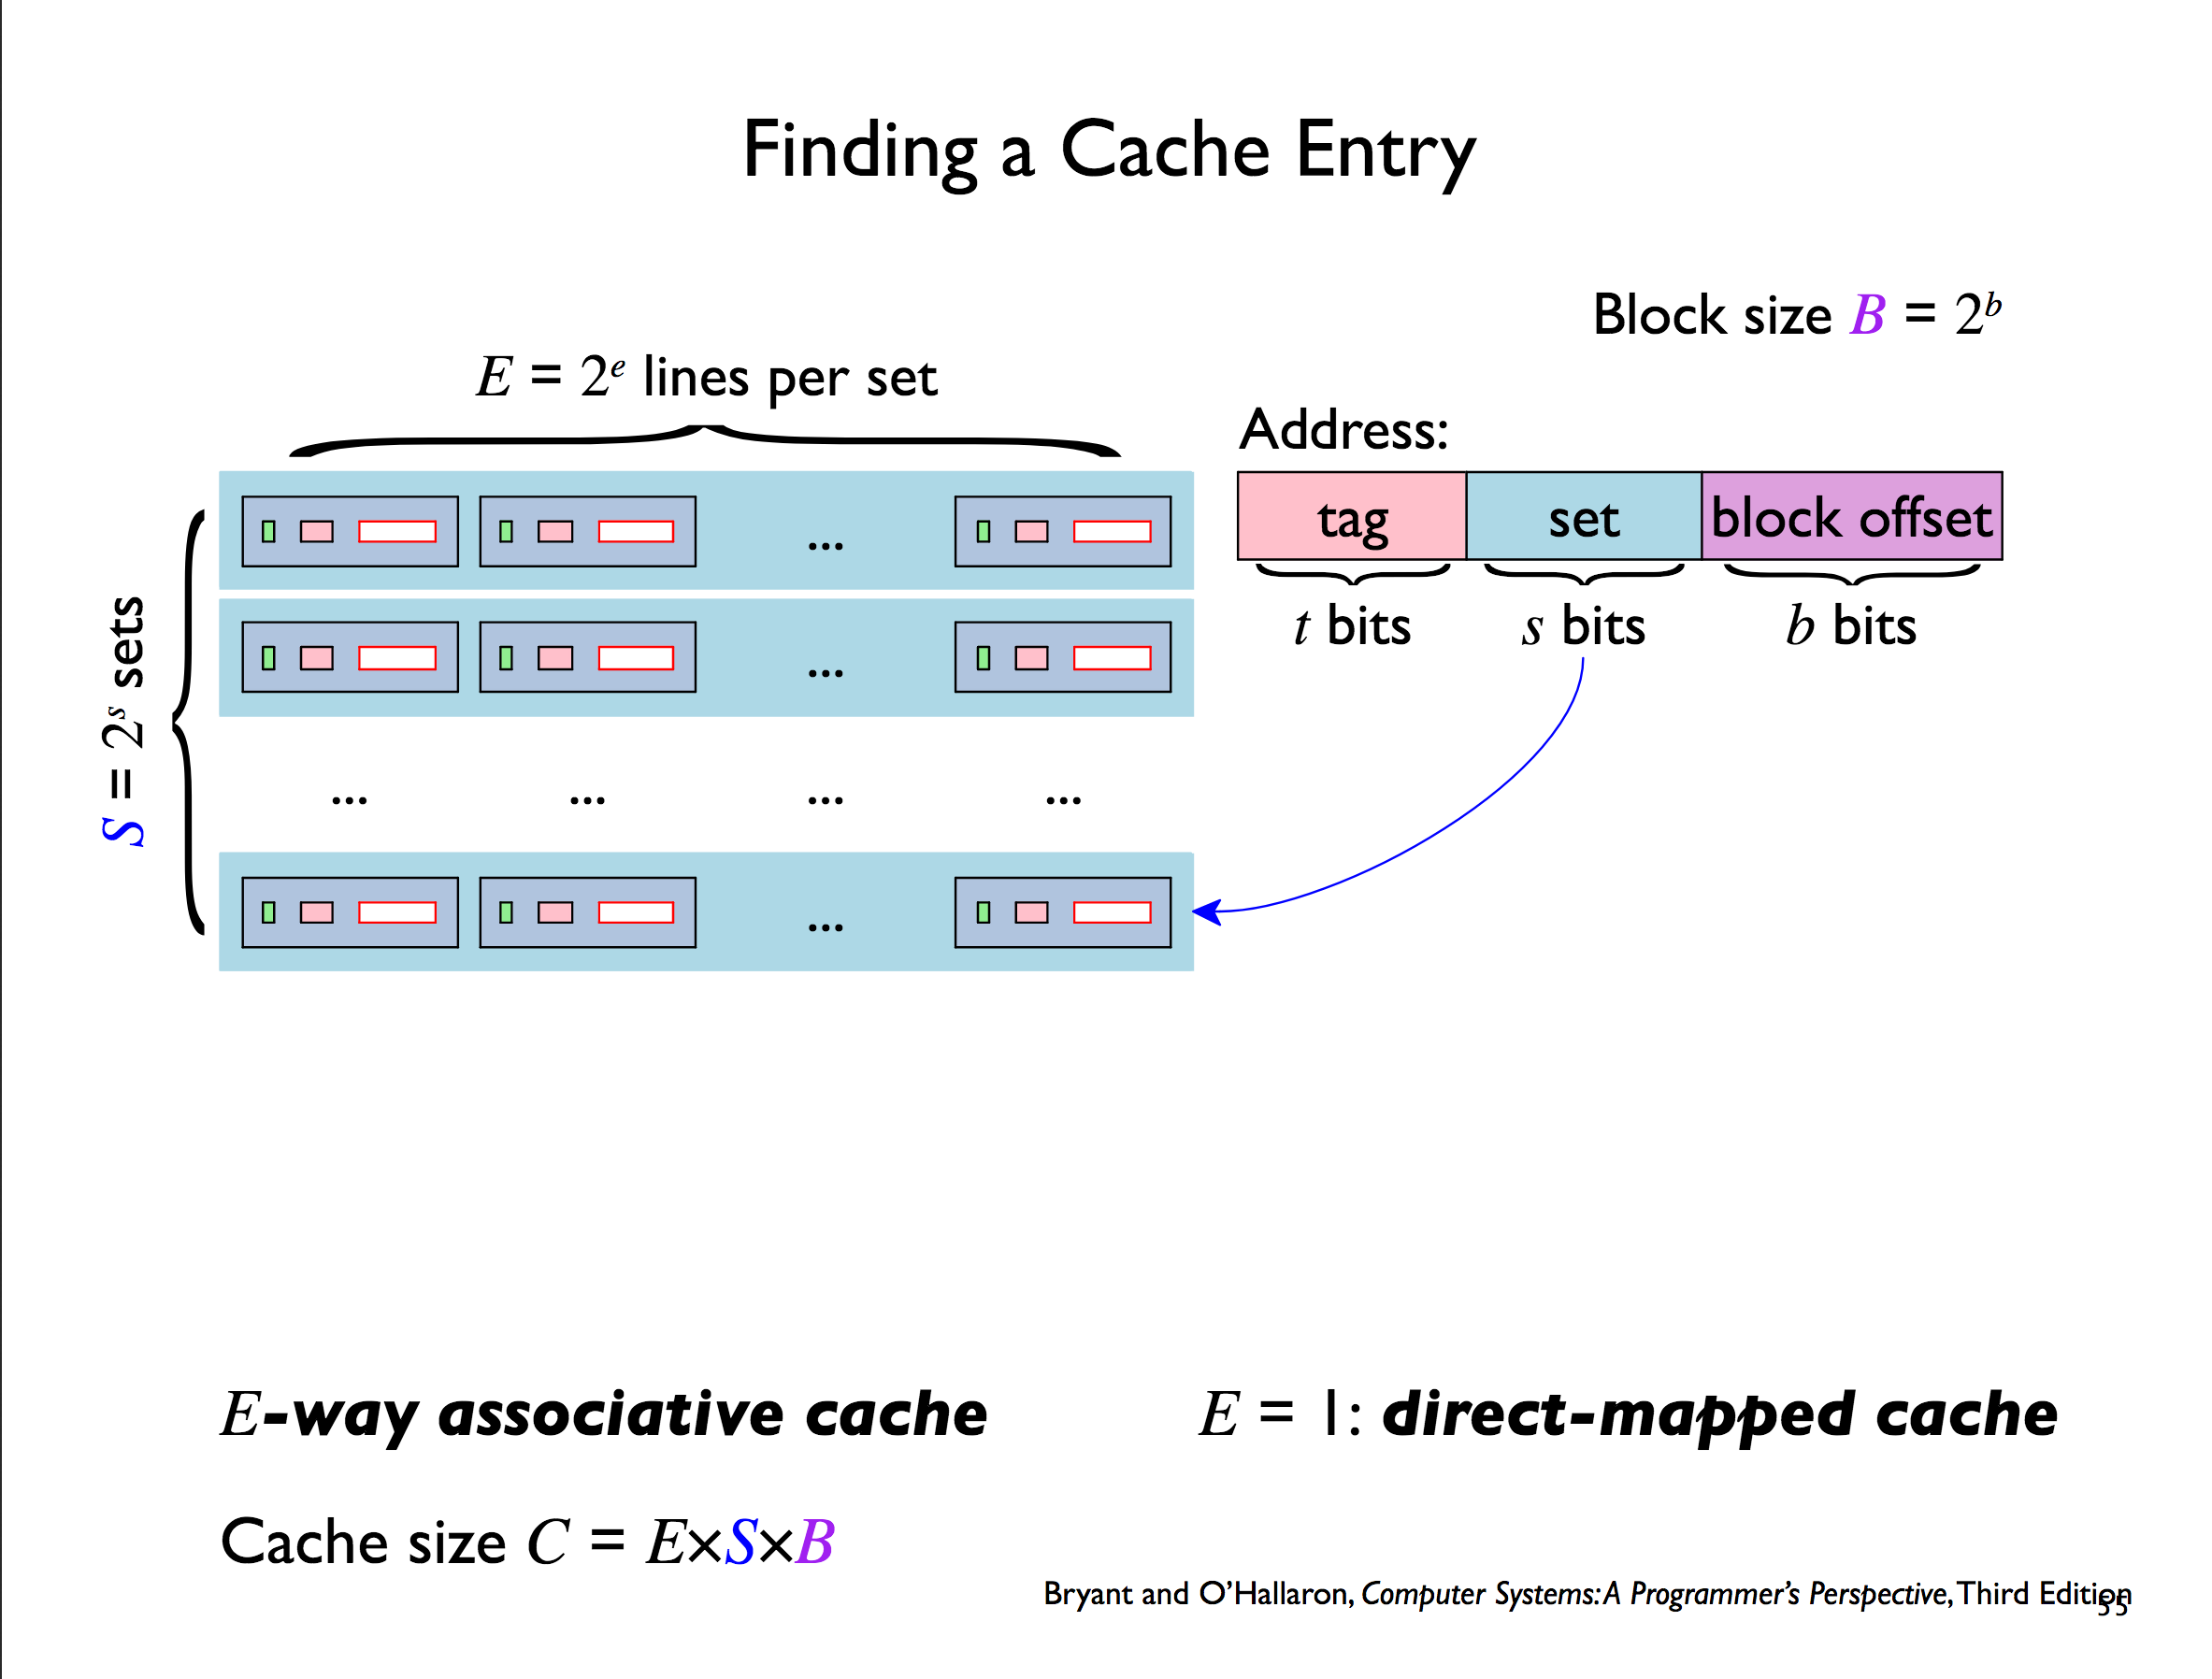 Finding a Cache Entry
Block size B = 2^b
E = 2^e lines per set
Address:
tag set block offset
t bits s bits b bits
S = 2^s sets
... 
...
... ... ... ...
...
E-way associative cache
E = 1: direct-mapped cache
Cache size C = E×S×B
Bryant and O'Hallaron, Computer Systems: A Programmer's Perspective, Third Edition
55